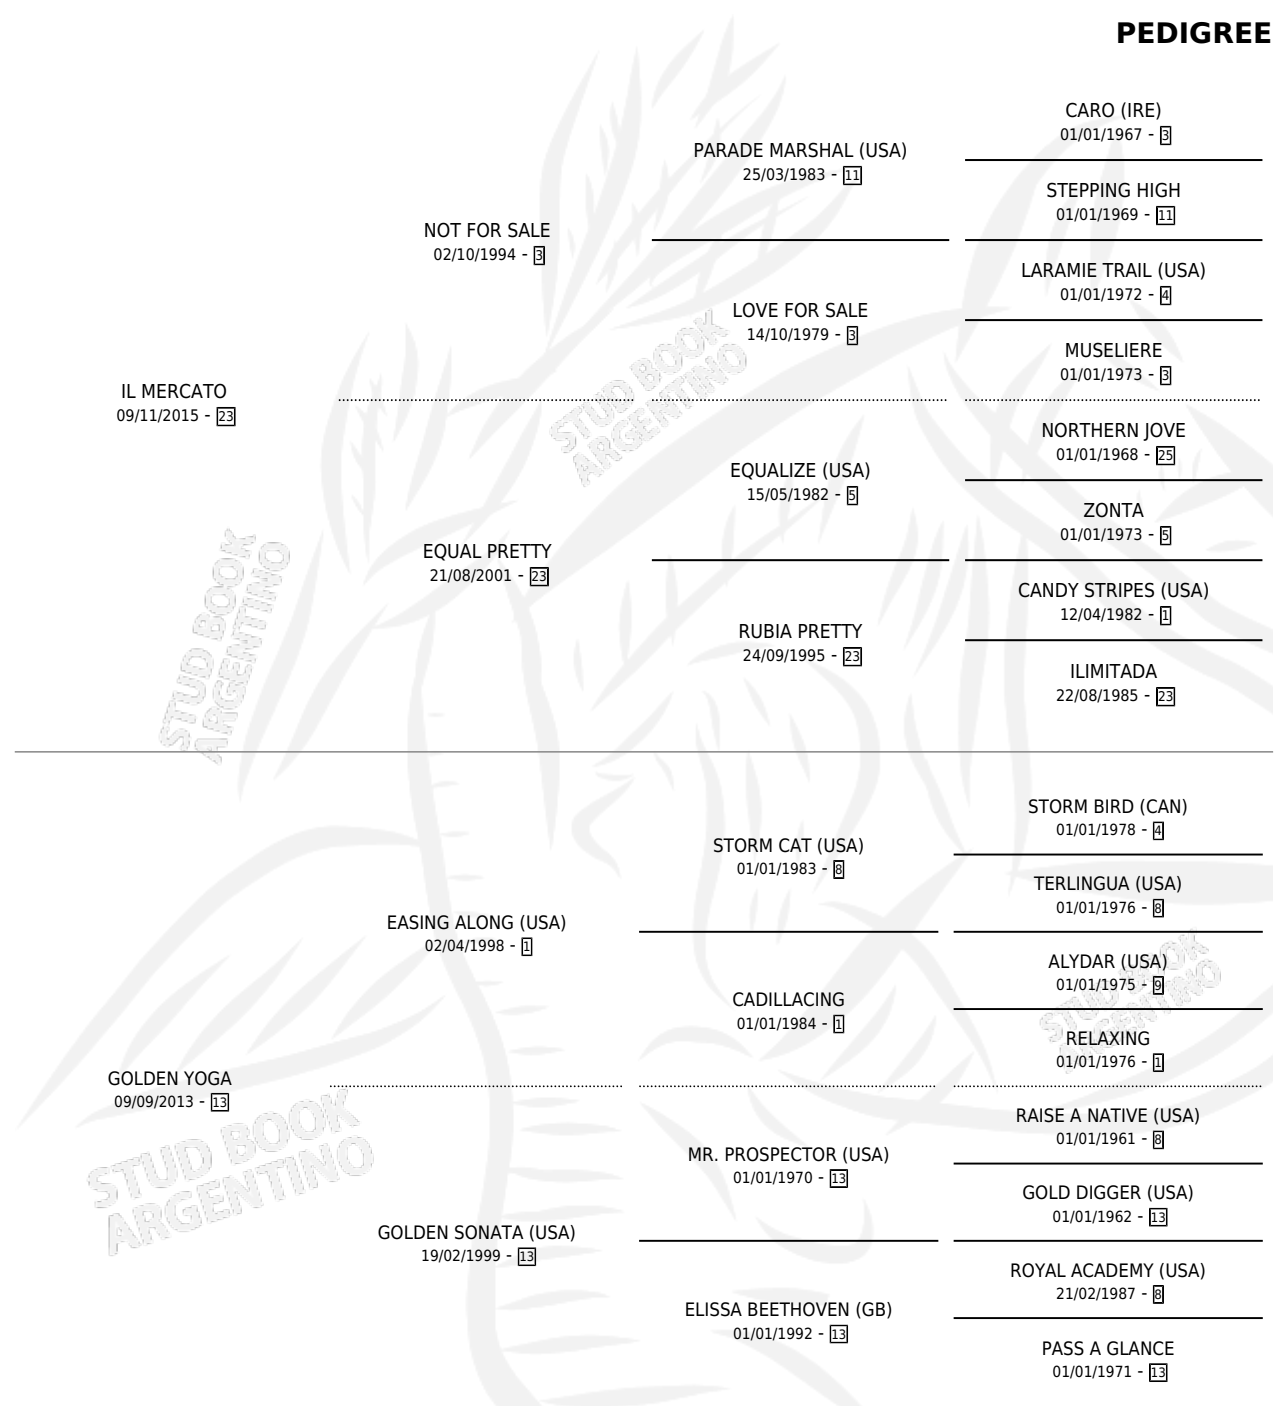 PEDIGREE
CARO (IRE)
01/01/1967 - 3
PARADE MARSHAL (USA)
25/03/1983 - 11
STEPPING HIGH
01/01/1969 - 11
NOT FOR SALE
02/10/1994 - 3
LARAMIE TRAIL (USA)
01/01/1972 - 4
LOVE FOR SALE
14/10/1979 - 3
MUSELIERE
01/01/1973 - 3
IL MERCATO
09/11/2015 - 23
STUD BOOK
ARGENTINO
NORTHERN JOVE
01/01/1968 - 25
EQUALIZE (USA)
15/05/1982 - 5
ZONTA
01/01/1973 - 5
EQUAL PRETTY
21/08/2001 - 23
CANDY STRIPES (USA)
12/04/1982 - 1
RUBIA PRETTY
24/09/1995 - 23
ILIMITADA
22/08/1985 - 23
STUD BOOK
ARGENTINO
STORM BIRD (CAN)
01/01/1978 - 4
STORM CAT (USA)
01/01/1983 - 8
TERLINGUA (USA)
01/01/1976 - 8
EASING ALONG (USA)
02/04/1998 - 1
ALYDAR (USA)
01/01/1975 - 9
CADILLACING
01/01/1984 - 1
STUD BOOK
ARGENTINO
RELAXING
01/01/1976 - 1
GOLDEN YOGA
09/09/2013 - 13
STUD BOOK
ARGENTINO
RAISE A NATIVE (USA)
01/01/1961 - 8
MR. PROSPECTOR (USA)
01/01/1970 - 13
GOLD DIGGER (USA)
01/01/1962 - 13
GOLDEN SONATA (USA)
19/02/1999 - 13
ROYAL ACADEMY (USA)
21/02/1987 - 8
ELISSA BEETHOVEN (GB)
01/01/1992 - 13
PASS A GLANCE
01/01/1971 - 13